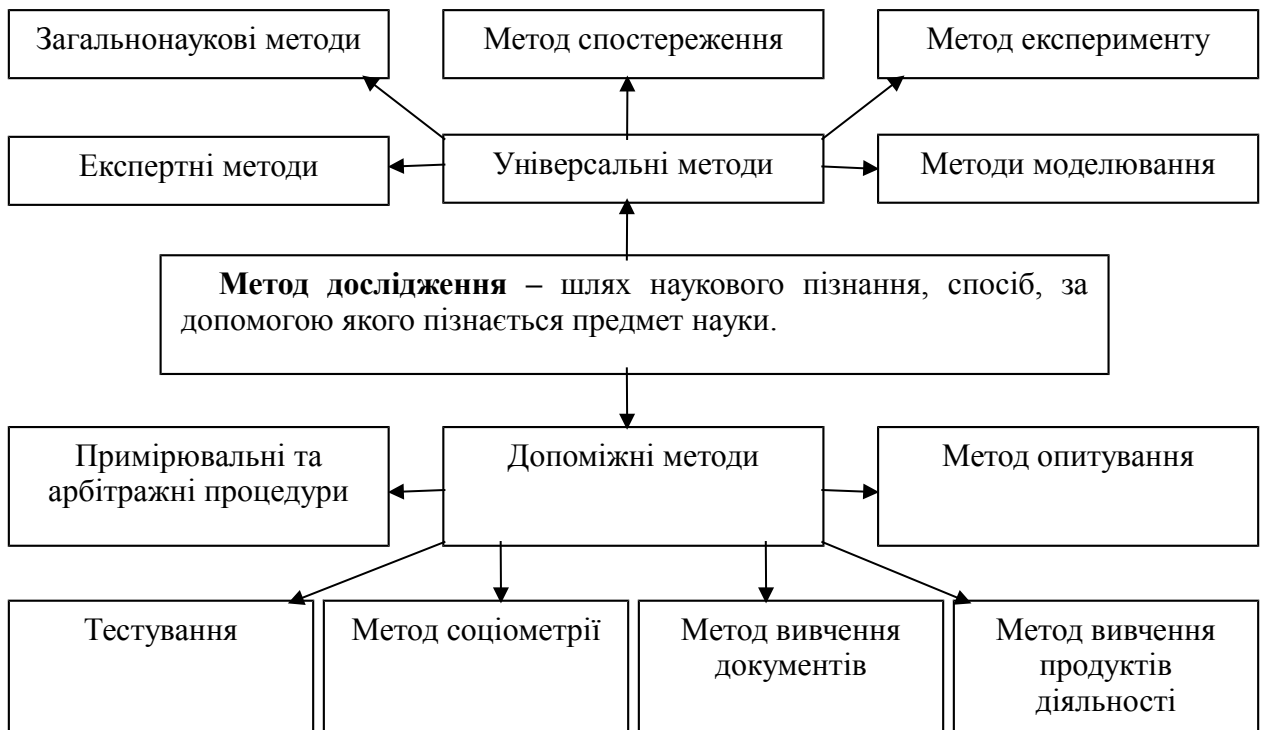 Загальнонаукові методи
Метод спостереження
Метод експерименту
Експертні методи
Універсальні методи
Методи моделювання
Метод дослідження – шлях наукового пізнання, спосіб, за
допомогою якого пізнається предмет науки.
Примірювальні та
арбітражні процедури
Допоміжні методи
Метод опитування
Тестування
Метод соціометрії
Метод вивчення
документів
Метод вивчення
продуктів
діяльності